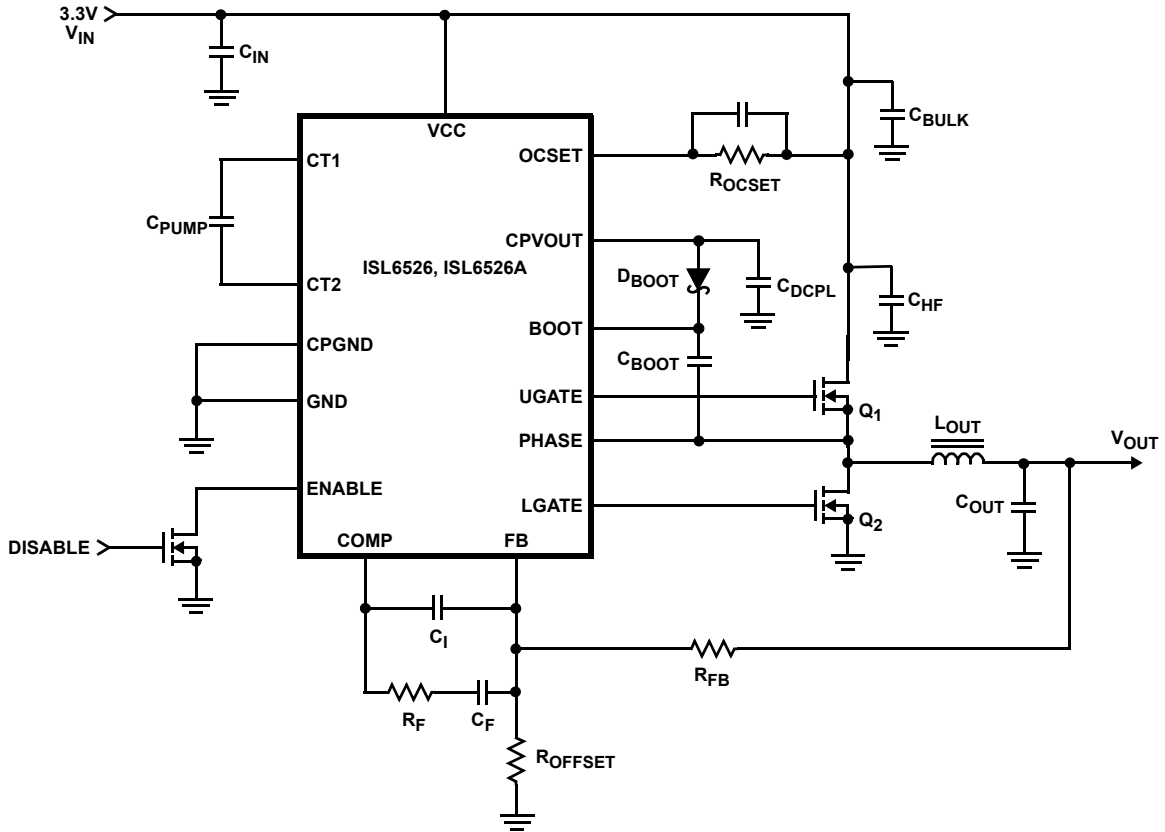 3.3V
VIN
CIN
VCC
CBULK
CT1
OCSET
ROCSET
CPUMP
CPVOUT
ISL6526, ISL6526A
DBOOT
CDCPL
CT2
CHF
BOOT
CBOOT
CPGND
UGATE
Q1
GND
LOUT
PHASE
VOUT
ENABLE
LGATE
Q2
COUT
DISABLE
COMP
FB
CI
RFB
RF
CF
ROFFSET